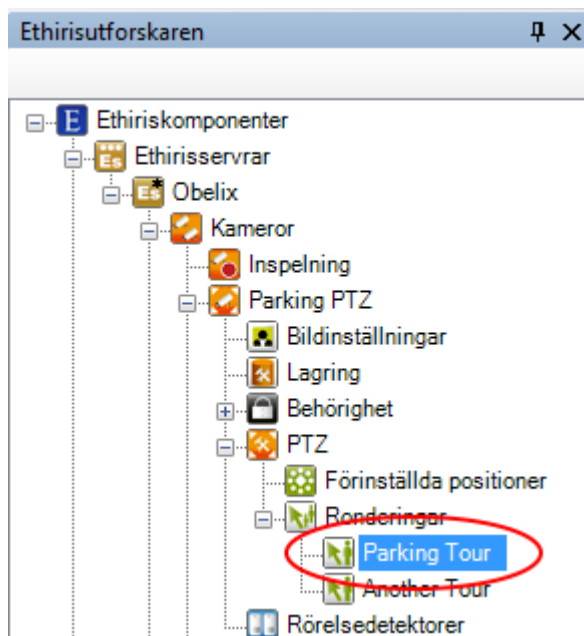 Ethirisutforskaren
Ethiriskomponenter
Ethirisservrar
Obelix
Kameror
Inspelning
Parking PTZ
Bildinställningar
Lagring
Behörighet
PTZ
Förinställda positioner
Ronderingar
Parking Tour
Another Tour
Rörelsedetektorer